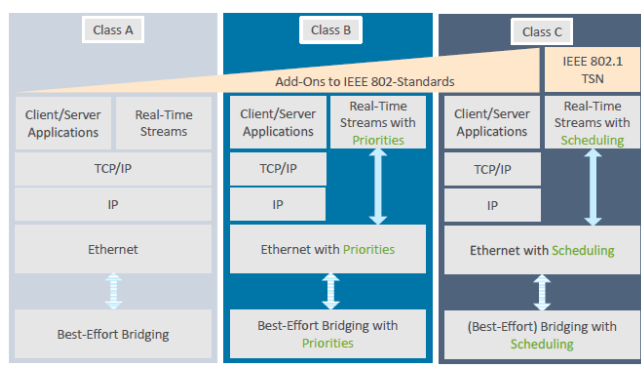 Class A
Class B
Class C
Add-Ons to IEEE 802-Standards
IEEE 802.1
TSN
Client/Server
Applications
Real-Time
Streams
TCP/IP
IP
Ethernet
Best-Effort Bridging
Client/Server
Applications
Real-Time
Streams with
Priorities
TCP/IP
IP
Ethernet with Priorities
Best-Effort Bridging with
Priorities
Client/Server
Applications
Real-Time
Streams with
Scheduling
TCP/IP
IP
Ethernet with Scheduling
(Best-Effort) Bridging with
Scheduling